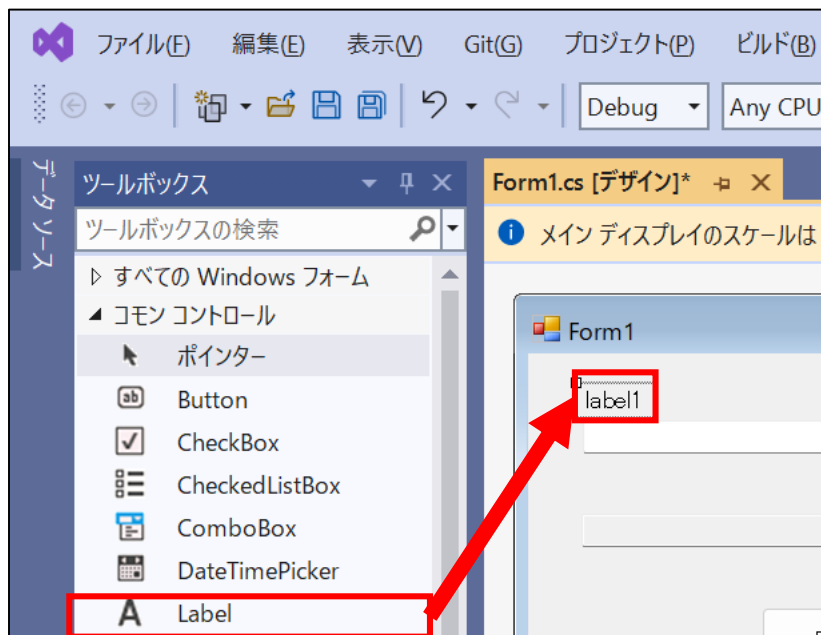 ファイル(F) 編集(E) 表示(V) Git(G) プロジェクト(P) ビルド(B)
Debug Any CPU
データ ソース
ツールボックス
ツールボックスの検索
すべての Windows フォーム
コモン コントロール
ポインター
Button
CheckBox
CheckedListBox
ComboBox
DateTimePicker
Label
Form1.cs [デザイン]*
メイン ディスプレイのスケールは
Form1
label1